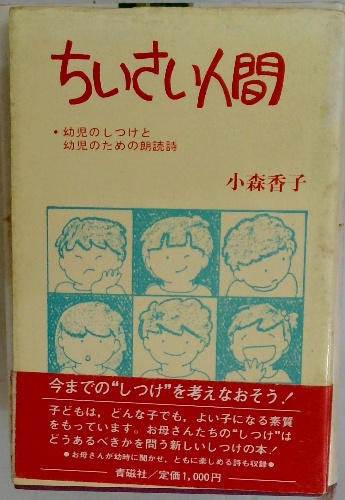 ちいさい人間
・幼児のしつけと
幼児のための朗読詩
小森香子
今までの“しつけ”を考えなおそう！
子どもは，どんな子でも，よい子になる素質
をもっています。お母さんたちの“しつけ”は
どうあるべきかを問う新しいしつけの本！
●お母さんが幼時に聞かせ，ともに楽しめる詩も収録●
青磁社／定価1,000円